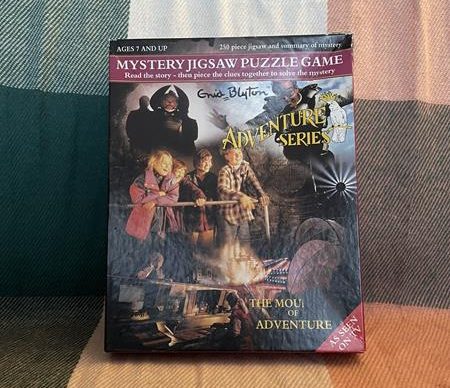 AGES 7 AND UP
250 piece jigsaw and summary of mystery
MYSTERY JIGSAW PUZZLE GAME
Read the story - then piece the clues together to solve the mystery
Enid Blyton
ADVENTURE
SERIES
THE
OF
ADVENTURE
AS SEEN
ON TV